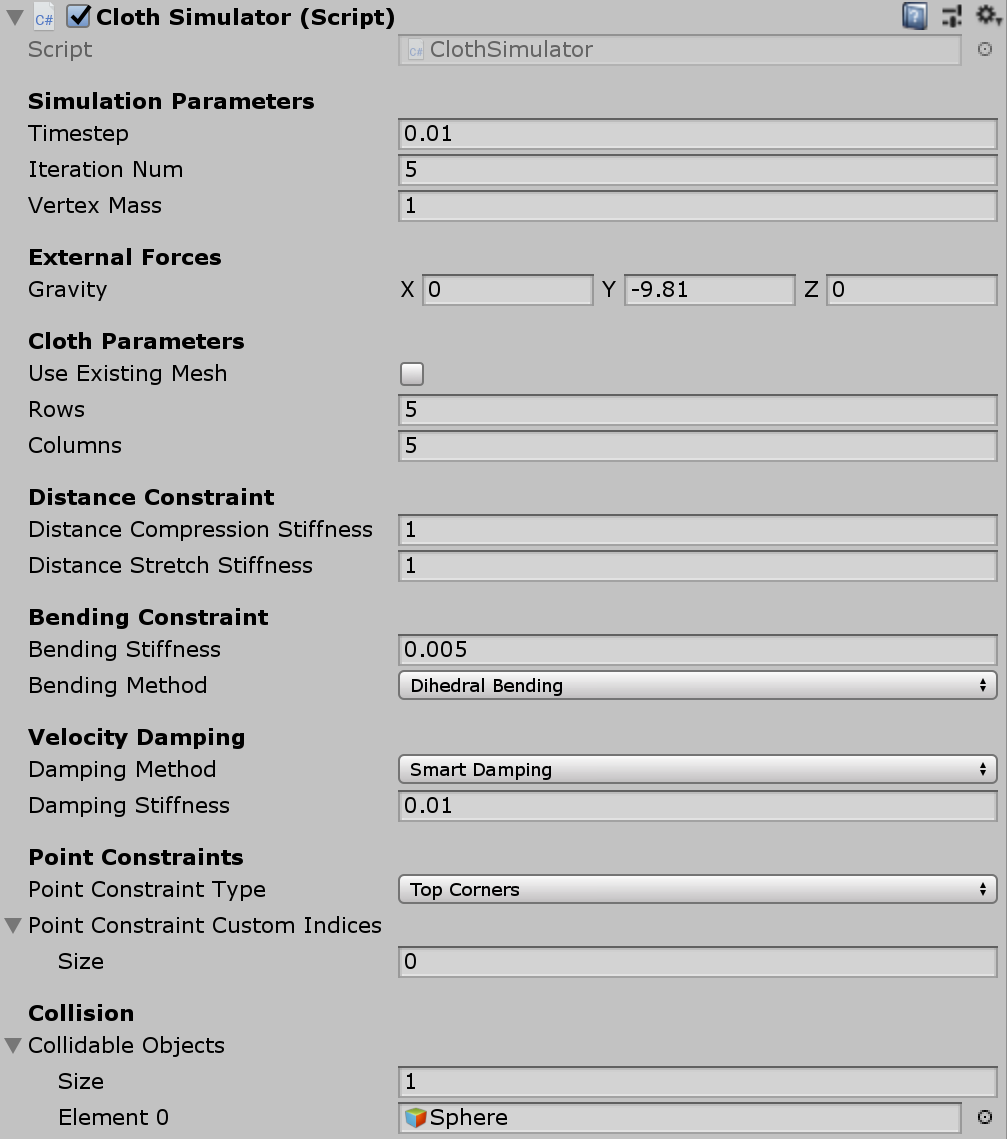 C# Cloth Simulator (Script)
Script C# ClothSimulator
Simulation Parameters
Timestep 0.01
Iteration Num 5
Vertex Mass 1
External Forces
Gravity X 0 Y -9.81 Z 0
Cloth Parameters
Use Existing Mesh
Rows 5
Columns 5
Distance Constraint
Distance Compression Stiffness 1
Distance Stretch Stiffness 1
Bending Constraint
Bending Stiffness 0.005
Bending Method Dihedral Bending
Velocity Damping
Damping Method Smart Damping
Damping Stiffness 0.01
Point Constraints
Point Constraint Type Top Corners
Point Constraint Custom Indices
Size 0
Collision
Collidable Objects
Size 1
Element 0 Sphere